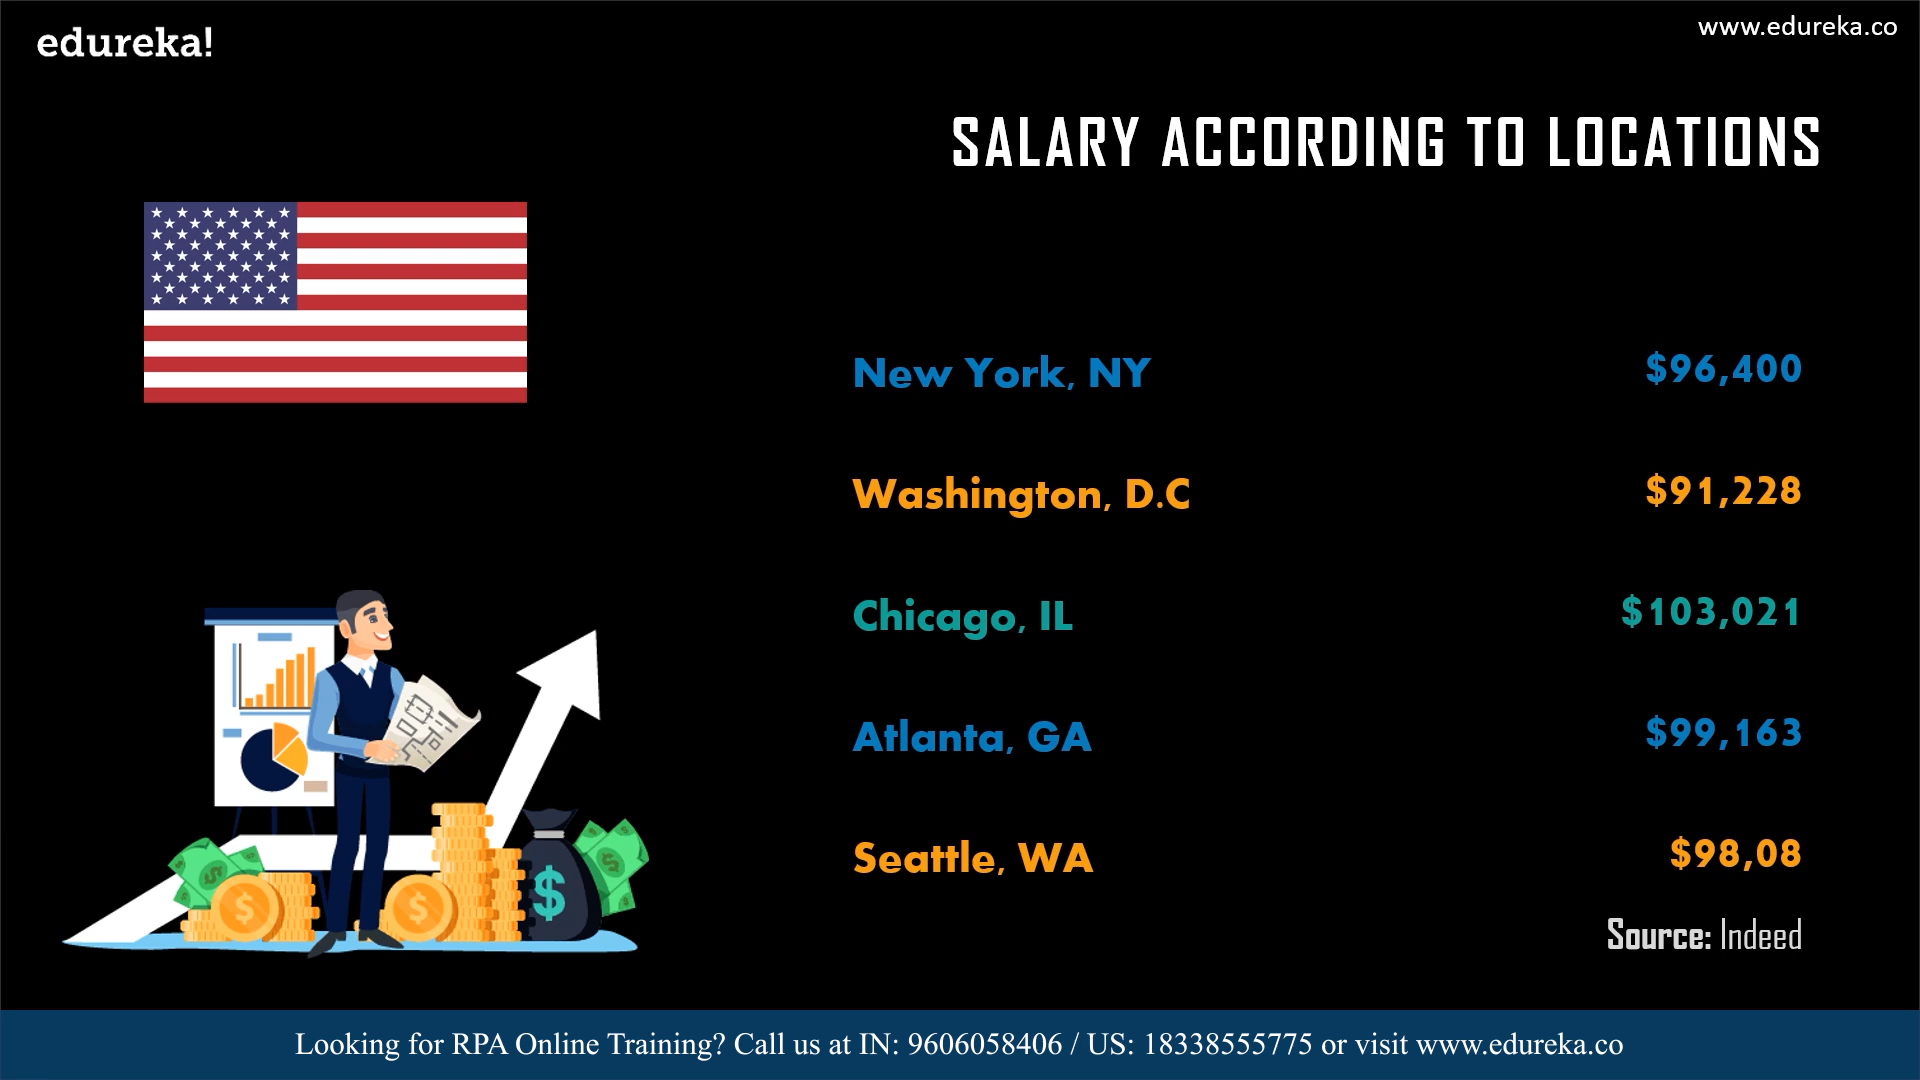 edureka!
www.edureka.co
SALARY ACCORDING TO LOCATIONS
New York, NY $96,400
Washington, D.C $91,228
Chicago, IL $103,021
Atlanta, GA $99,163
Seattle, WA $98,08
Source: Indeed
Looking for RPA Online Training? Call us at IN: 9606058406 / US: 18338555775 or visit www.edureka.co